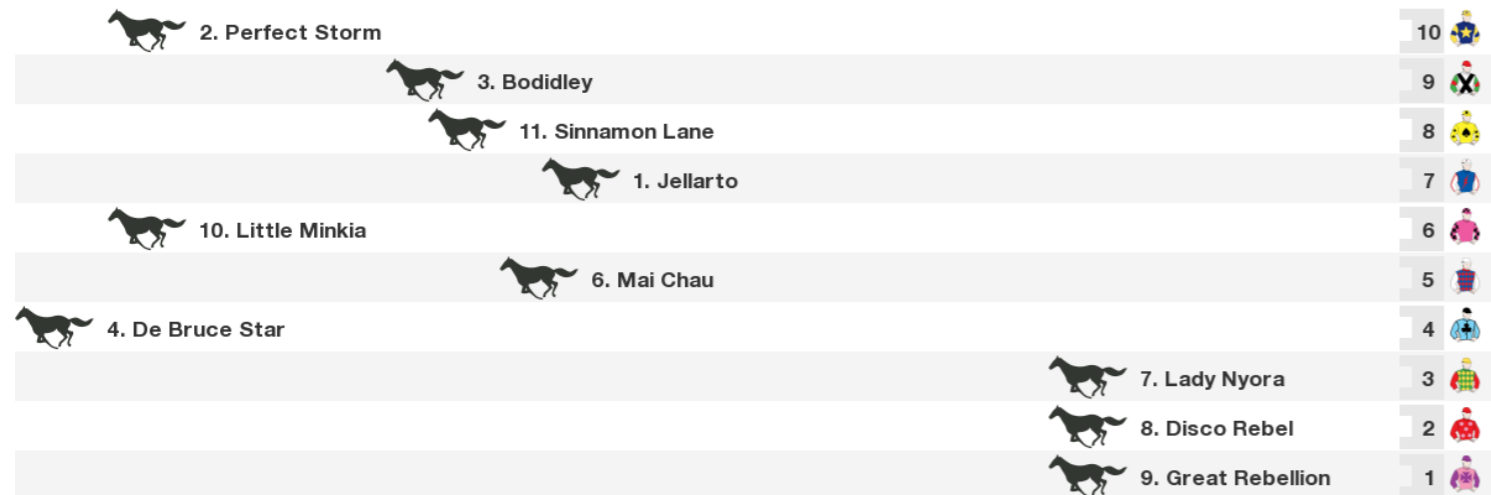 2. Perfect Storm 10
3. Bodidley 9
11. Sinnamon Lane 8
1. Jellarto 7
10. Little Minkia 6
6. Mai Chau 5
4. De Bruce Star 4
7. Lady Nyora 3
8. Disco Rebel 2
9. Great Rebellion 1